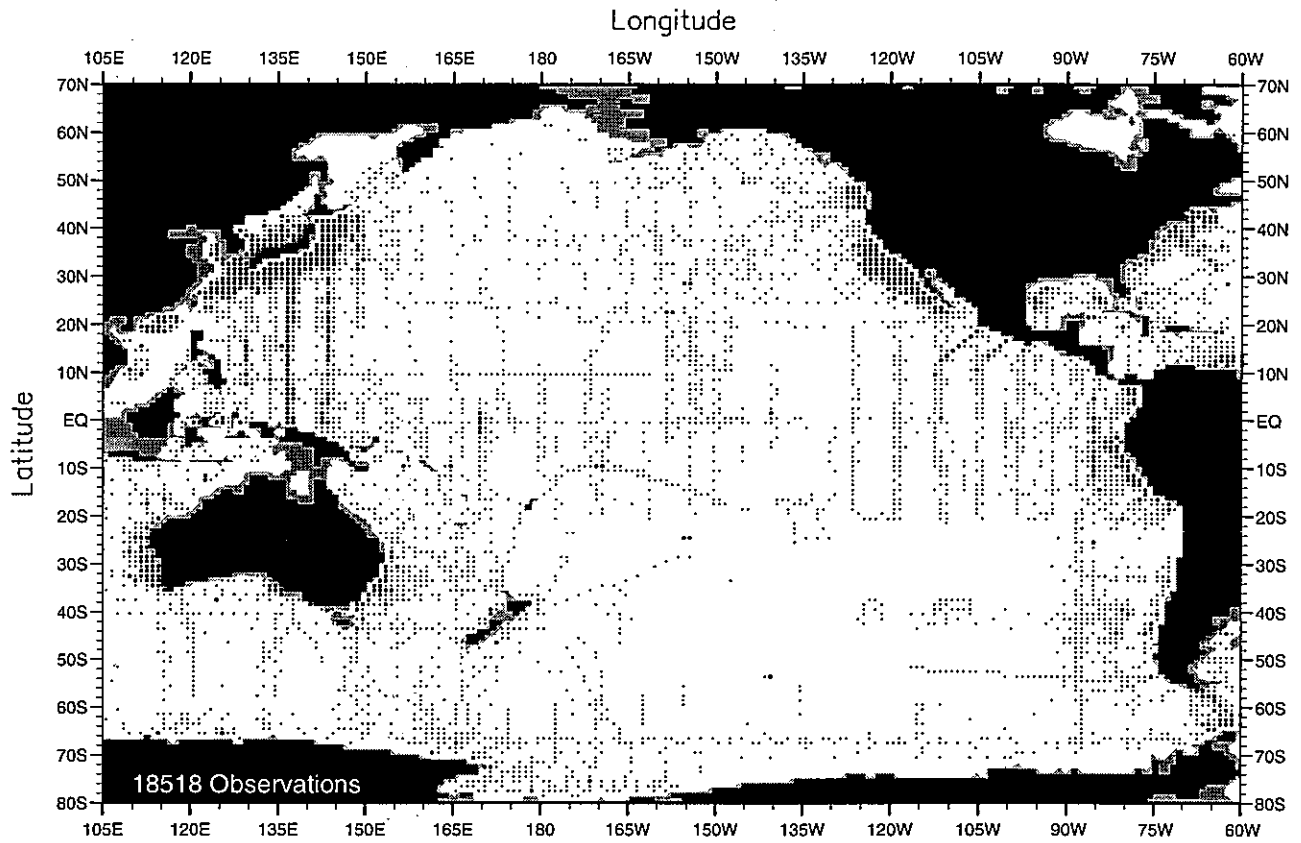 Longitude
105E 120E 135E 150E 165E 180 165W 150W 135W 120W 105W 90W 75W 60W
70N 70N
60N 60N
50N 50N
40N 40N
30N 30N
20N 20N
10N 10N
EQ EQ
Latitude
10S 10S
20S 20S
30S 30S
40S 40S
50S 50S
60S 60S
70S 70S
18518 Observations
80S 80S
105E 120E 135E 150E 165E 180 165W 150W 135W 120W 105W 90W 75W 60W